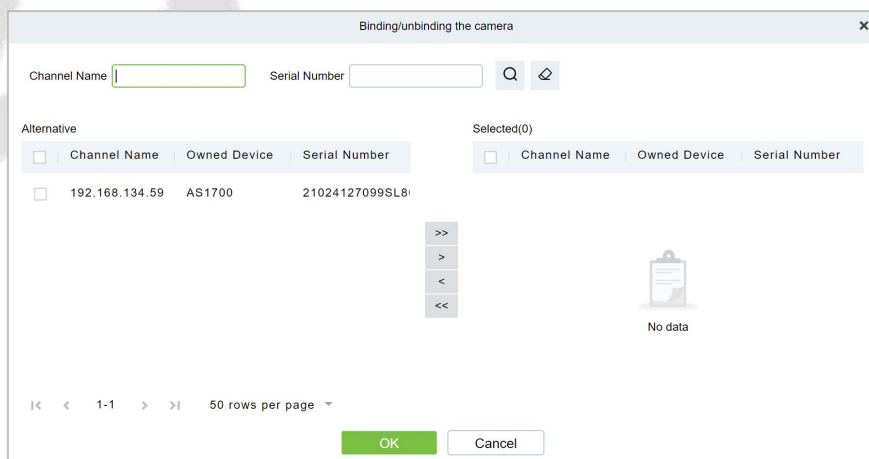 Binding/unbinding the camera
Channel Name
Serial Number
Alternative
Selected(0)
Channel Name Owned Device Serial Number
Channel Name Owned Device Serial Number
192.168.134.59 AS1700
>>
>
<
<<
No data
1-1
50 rows per page
OK
Cancel